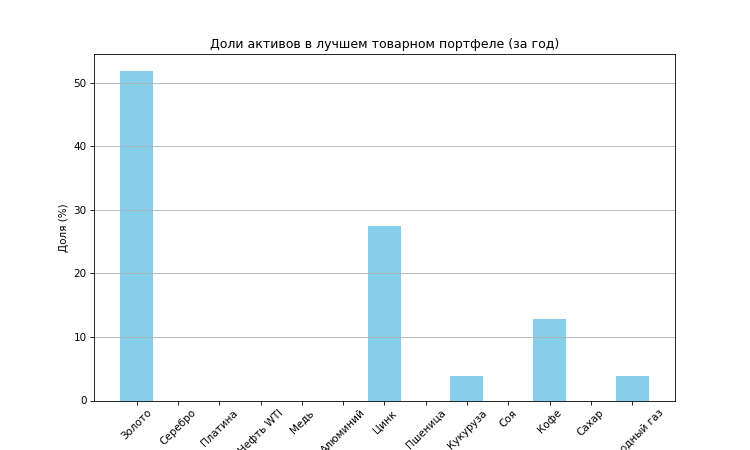 Доли активов в лучшем товарном портфеле (за год)
Доля (%)
50
40
30
20
10
0
Золото
Серебро
Платина
Нефть WTI
Медь
Алюминий
Цинк
Пшеница
Кукуруза
Соя
Кофе
Сахар
одный газ